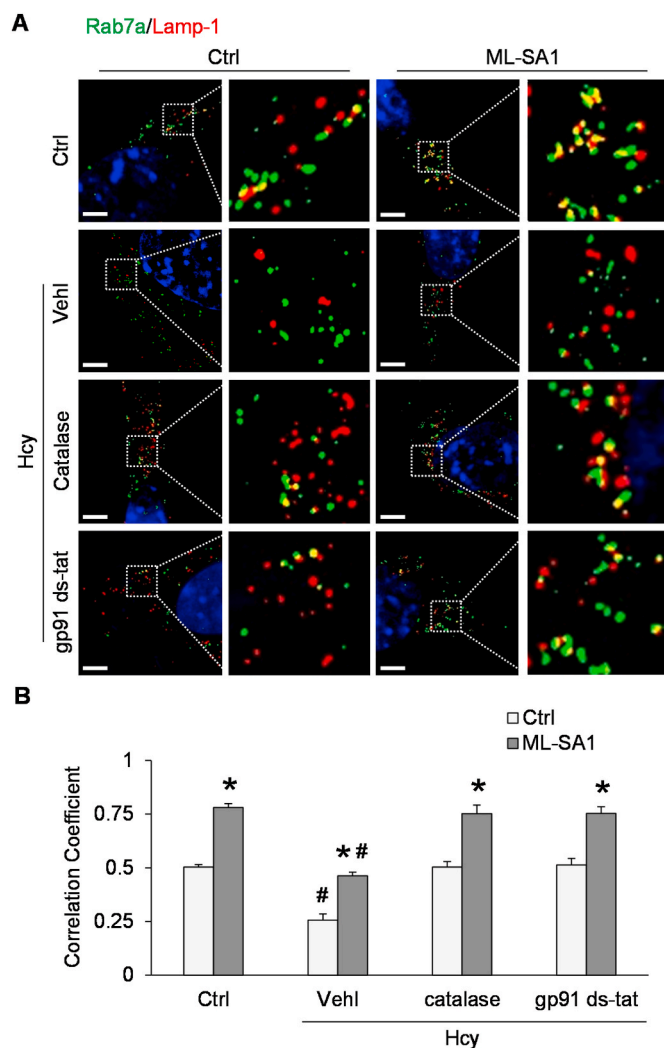 A
Rab7a/Lamp-1
Ctrl ML-SA1
Ctrl
Vehl
Catalase
gp91 ds-tat
Hcy
B
Ctrl
ML-SA1
1
0.75
0.5
0.25
0
Correlation Coefficient
*
#
* #
*
*
Ctrl Vehl catalase gp91 ds-tat
Hcy